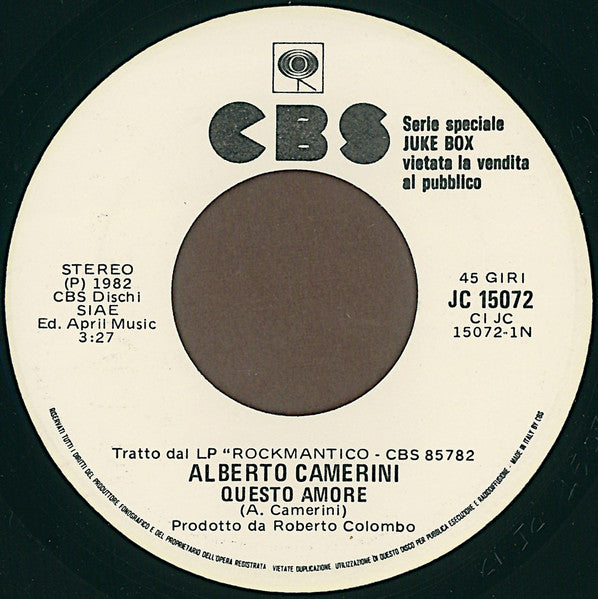 CBS
Serie speciale
JUKE BOX
vietata la vendita
al pubblico
STEREO
(P) 1982
CBS Dischi
SIAE
Ed. April Music
3:27
45 GIRI
JC 15072
CI JC
15072-1N
Tratto dal LP "ROCKMANTICO - CBS 85782
ALBERTO CAMERINI
QUESTO AMORE
(A. Camerini)
Prodotto da Roberto Colombo
RISERVATI TUTTI I DIRITTI DEL PRODUTTORE FONOGRAFICO E DEL PROPRIETARIO DELL'OPERA REGISTRATA VIETATE DUPLICAZIONE, UTILIZZAZIONE DI QUESTO DISCO PER PUBBLICA ESECUZIONE E RADIODIFFUSIONE - MADE IN ITALY BY CBS